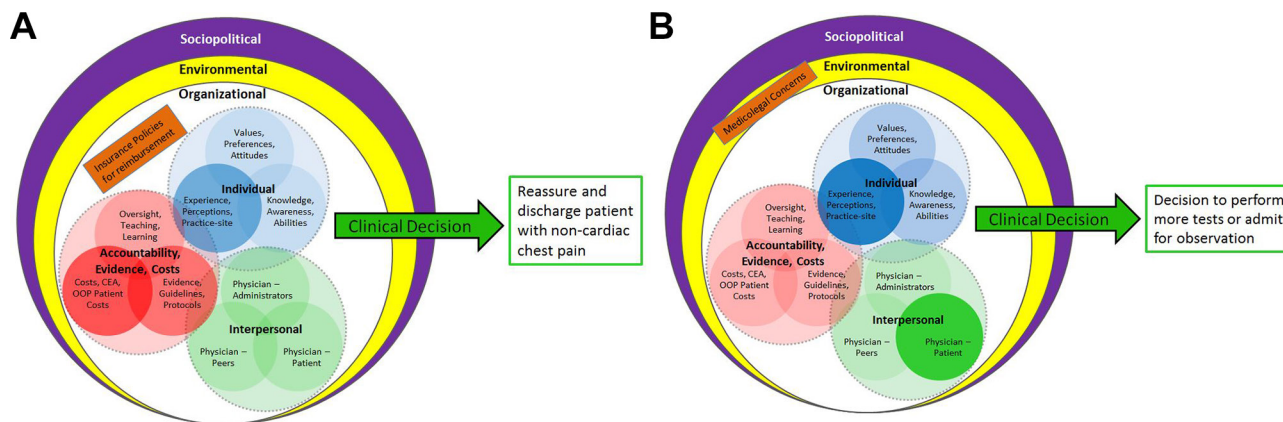 A
Sociopolitical
Environmental
Organizational
Insurance Policies
for reimbursement
Values,
Preferences,
Attitudes
Individual
Experience,
Perceptions,
Practice-site
Knowledge,
Awareness,
Abilities
Oversight,
Teaching,
Learning
Accountability,
Evidence, Costs
Costs, CEA,
OOP Patient
Costs
Evidence,
Guidelines,
Protocols
Physician –
Administrators
Interpersonal
Physician –
Peers
Physician –
Patient
Clinical Decision
Reassure and
discharge patient
with non-cardiac
chest pain
B
Sociopolitical
Environmental
Organizational
Medicolegal Concerns
Values,
Preferences,
Attitudes
Individual
Experience,
Perceptions,
Practice-site
Knowledge,
Awareness,
Abilities
Oversight,
Teaching,
Learning
Accountability,
Evidence, Costs
Costs, CEA,
OOP Patient
Costs
Evidence,
Guidelines,
Protocols
Physician –
Administrators
Interpersonal
Physician –
Peers
Physician –
Patient
Clinical Decision
Decision to perform
more tests or admit
for observation